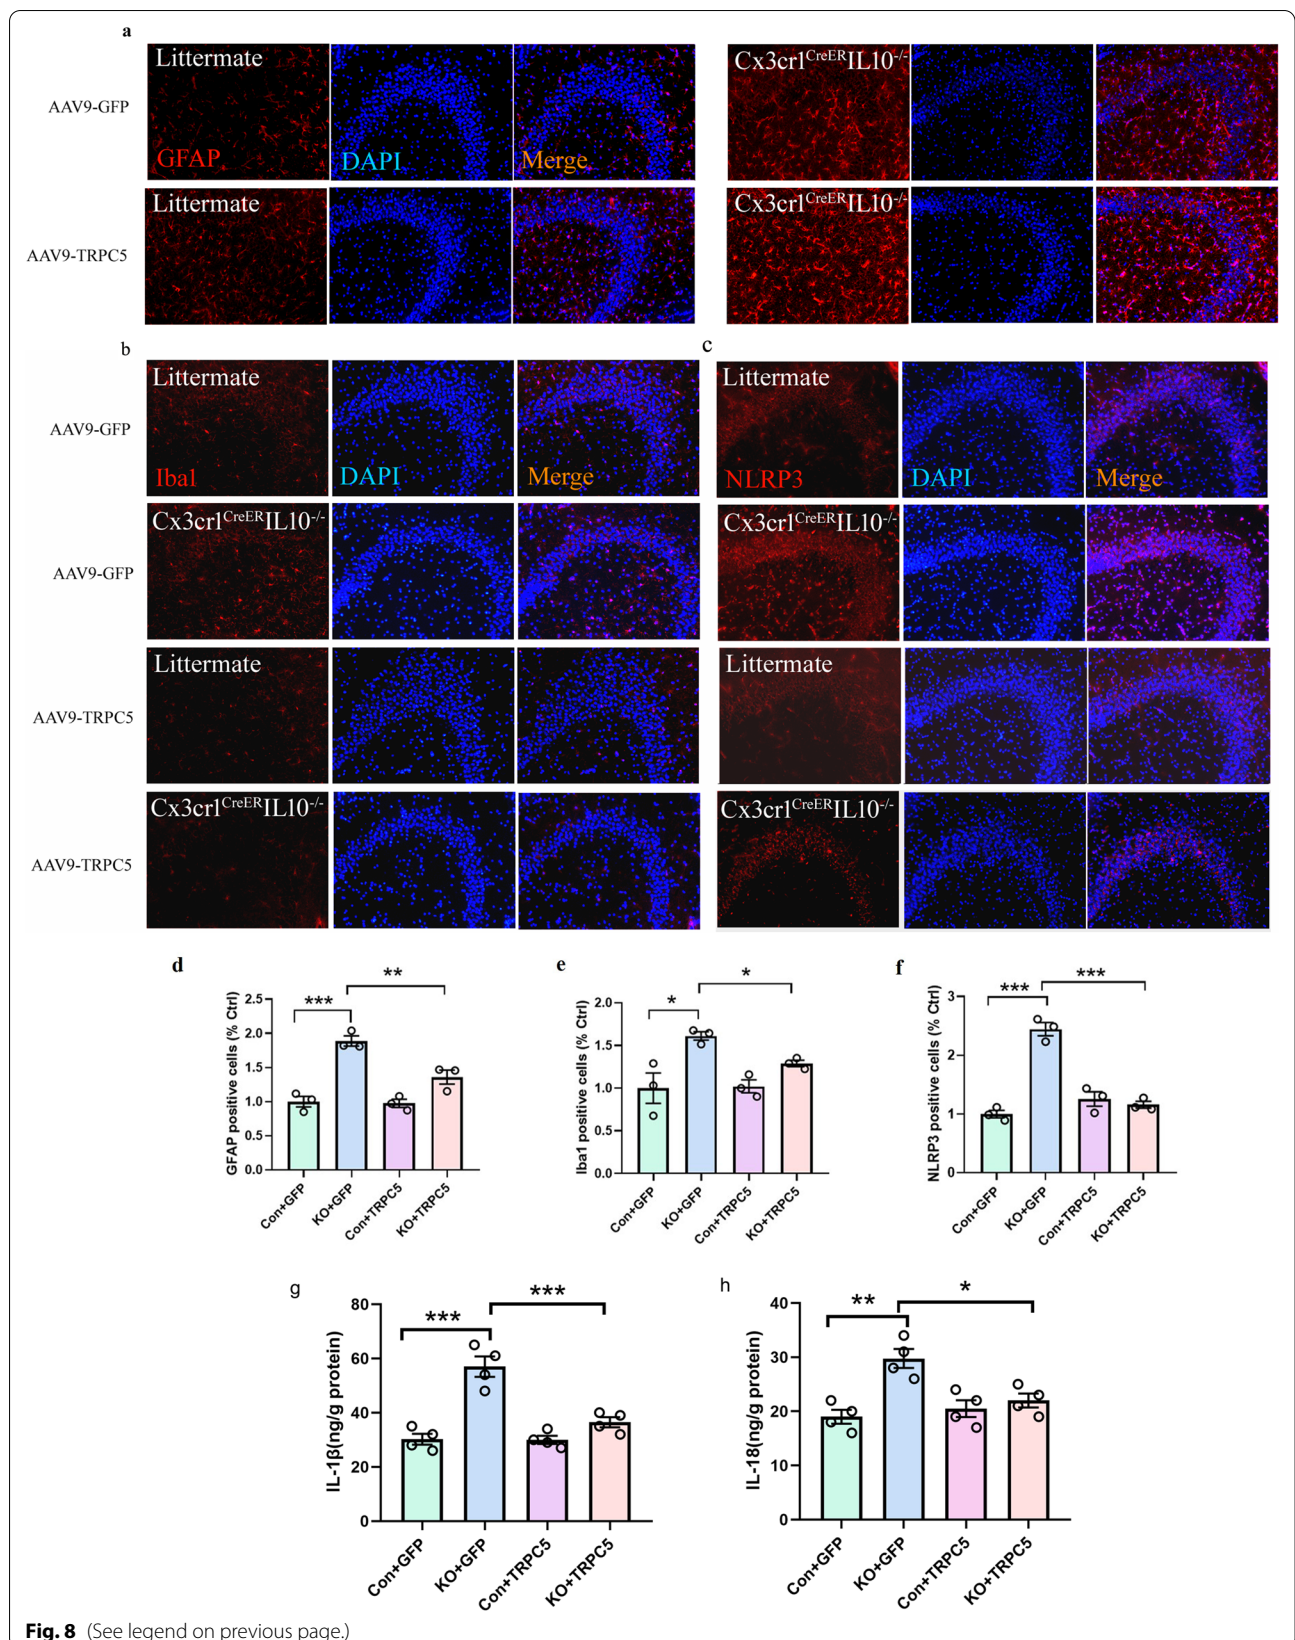 a
Littermate
Cx3cr1CreERIL10-/-
AAV9-GFP
GFAP
DAPI
Merge
Littermate
Cx3cr1CreERIL10-/-
AAV9-TRPC5
b
c
Littermate
Littermate
AAV9-GFP
Iba1
DAPI
Merge
NLRP3
DAPI
Merge
Cx3cr1CreERIL10-/-
Cx3cr1CreERIL10-/-
AAV9-GFP
Littermate
Littermate
AAV9-TRPC5
Cx3cr1CreERIL10-/-
Cx3cr1CreERIL10-/-
AAV9-TRPC5
d
GFAP positive cells (% Ctrl)
2.5
2.0
1.5
1.0
0.5
0.0
***
**
Con+GFP
KO+GFP
Con+TRPC5
KO+TRPC5
e
Iba1 positive cells (% Ctrl)
2.0
1.5
1.0
0.5
0.0
*
*
Con+GFP
KO+GFP
Con+TRPC5
KO+TRPC5
f
NLRP3 positive cells (% Ctrl)
3
2
1
0
***
***
Con+GFP
KO+GFP
Con+TRPC5
KO+TRPC5
g
IL-1β(ng/g protein)
80
60
40
20
0
***
***
Con+GFP
KO+GFP
Con+TRPC5
KO+TRPC5
h
IL-18(ng/g protein)
40
30
20
10
0
**
*
Con+GFP
KO+GFP
Con+TRPC5
KO+TRPC5
Fig. 8 (See legend on previous page.)